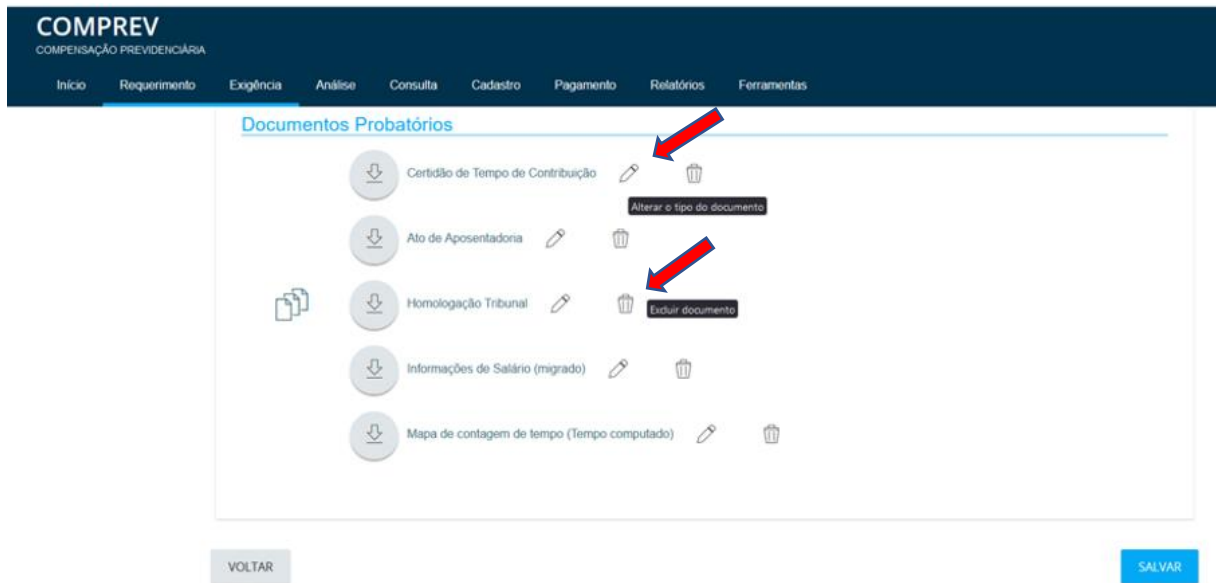 COMPREV
COMPENSAÇÃO PREVIDENCIÁRIA
Início Requerimento Exigência Análise Consulta Cadastro Pagamento Relatórios Ferramentas
Documentos Probatórios
Certidão de Tempo de Contribuição
Alterar o tipo do documento
Ato de Aposentadoria
Homologação Tribunal
Excluir documento
Informações de Salário (migrado)
Mapa de contagem de tempo (Tempo computado)
VOLTAR SALVAR